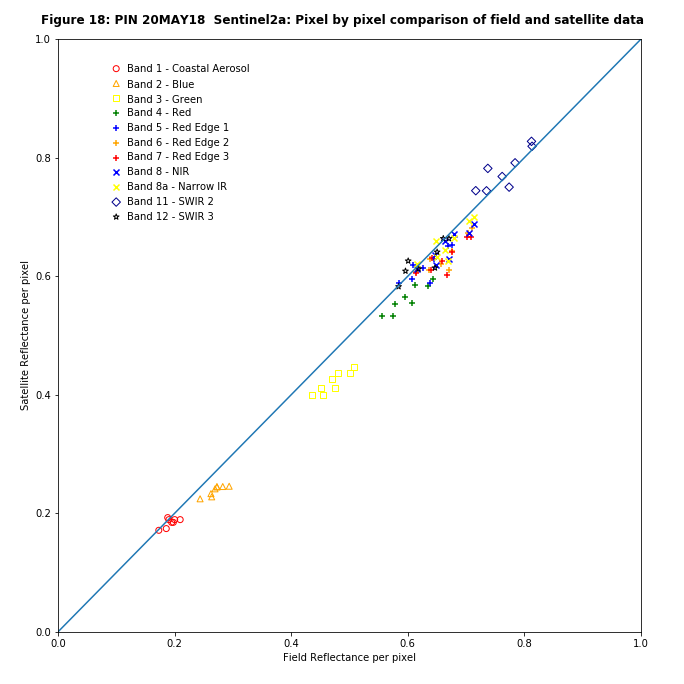 Figure 18: PIN 20MAY18 Sentinel2a: Pixel by pixel comparison of field and satellite data
1.0
0.8
0.6
0.4
0.2
0.0
Satellite Reflectance per pixel
Band 1 - Coastal Aerosol
Band 2 - Blue
Band 3 - Green
Band 4 - Red
Band 5 - Red Edge 1
Band 6 - Red Edge 2
Band 7 - Red Edge 3
Band 8 - NIR
Band 8a - Narrow IR
Band 11 - SWIR 2
Band 12 - SWIR 3
0.0 0.2 0.4 0.6 0.8 1.0
Field Reflectance per pixel